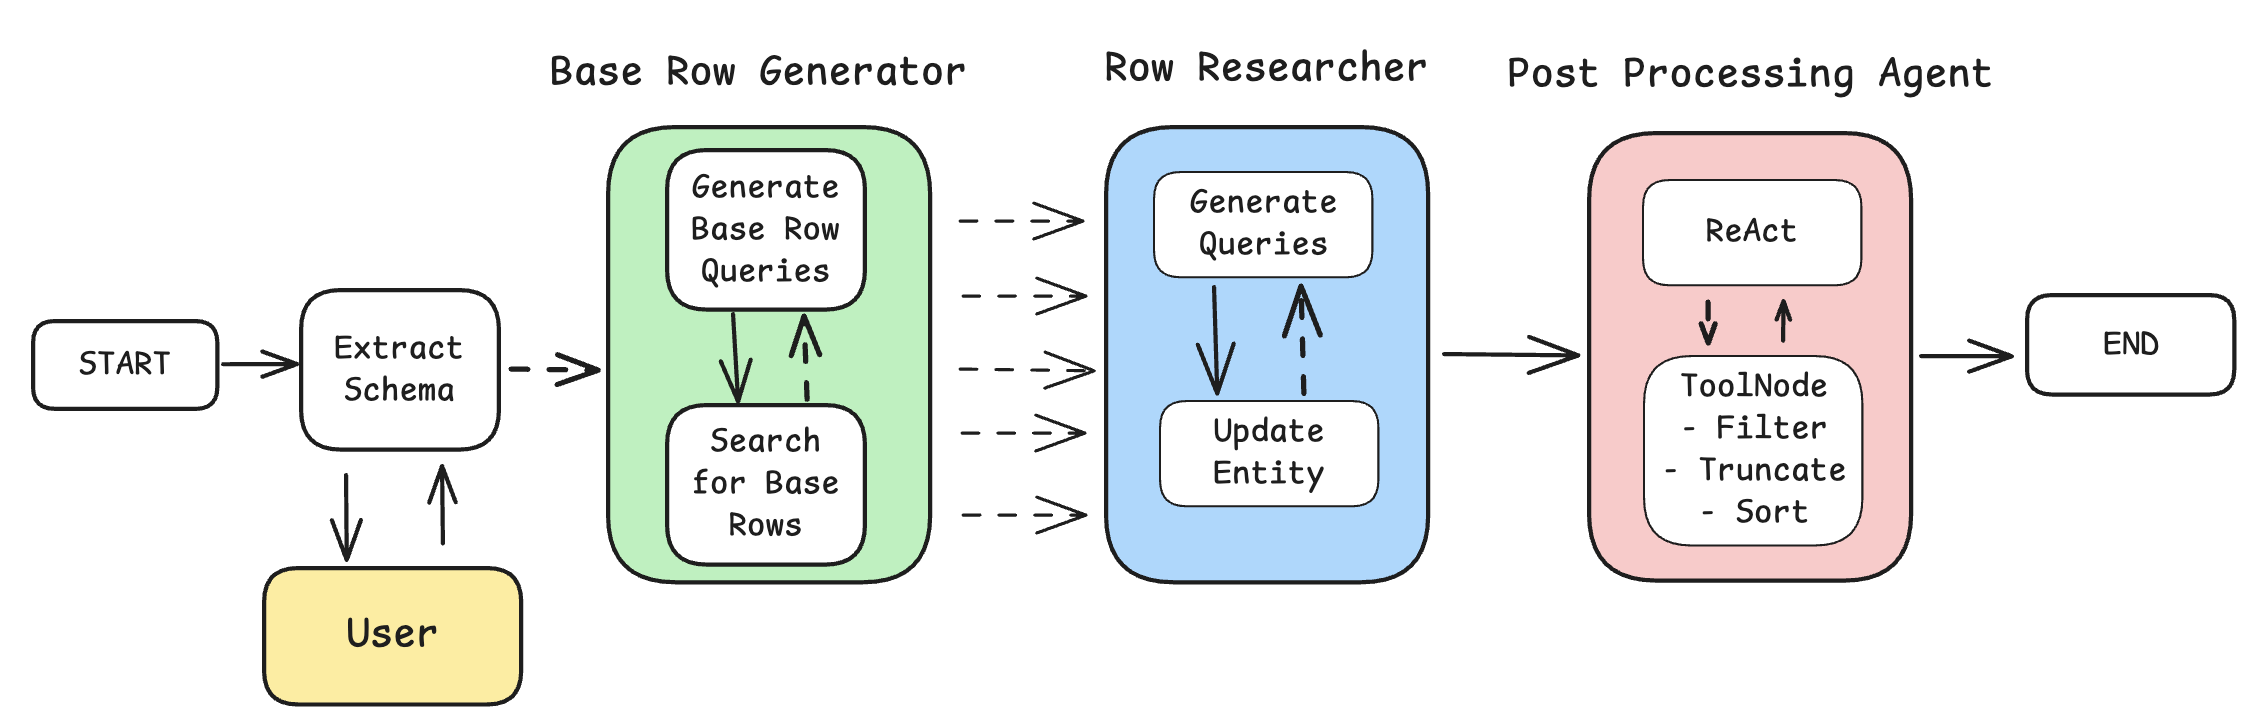 Base Row Generator
Row Researcher
Post Processing Agent
START
Extract
Schema
User
Generate
Base Row
Queries
Search
for Base
Rows
Generate
Queries
Update
Entity
ReAct
ToolNode
- Filter
- Truncate
- Sort
END